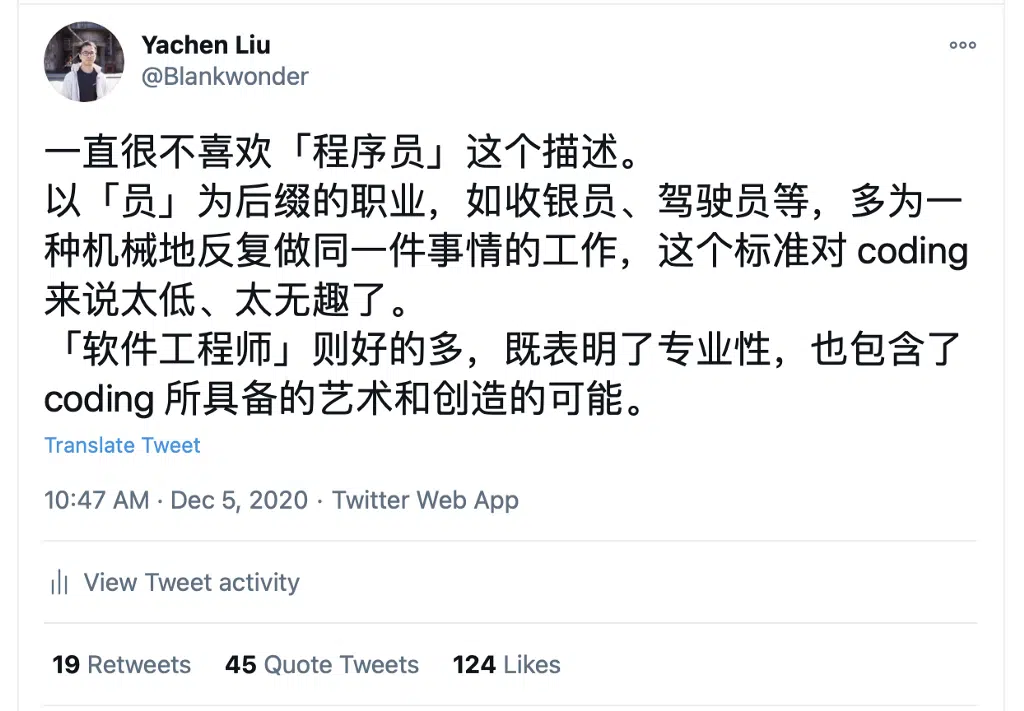 Yachen Liu
@Blankwonder
一直很不喜欢「程序员」这个描述。
以「员」为后缀的职业，如收银员、驾驶员等，多为一
种机械地反复做同一件事情的工作，这个标准对 coding
来说太低、太无趣了。
「软件工程师」则好的多，既表明了专业性，也包含了
coding 所具备的艺术和创造的可能。
Translate Tweet
10:47 AM · Dec 5, 2020 · Twitter Web App
View Tweet activity
19 Retweets 45 Quote Tweets 124 Likes